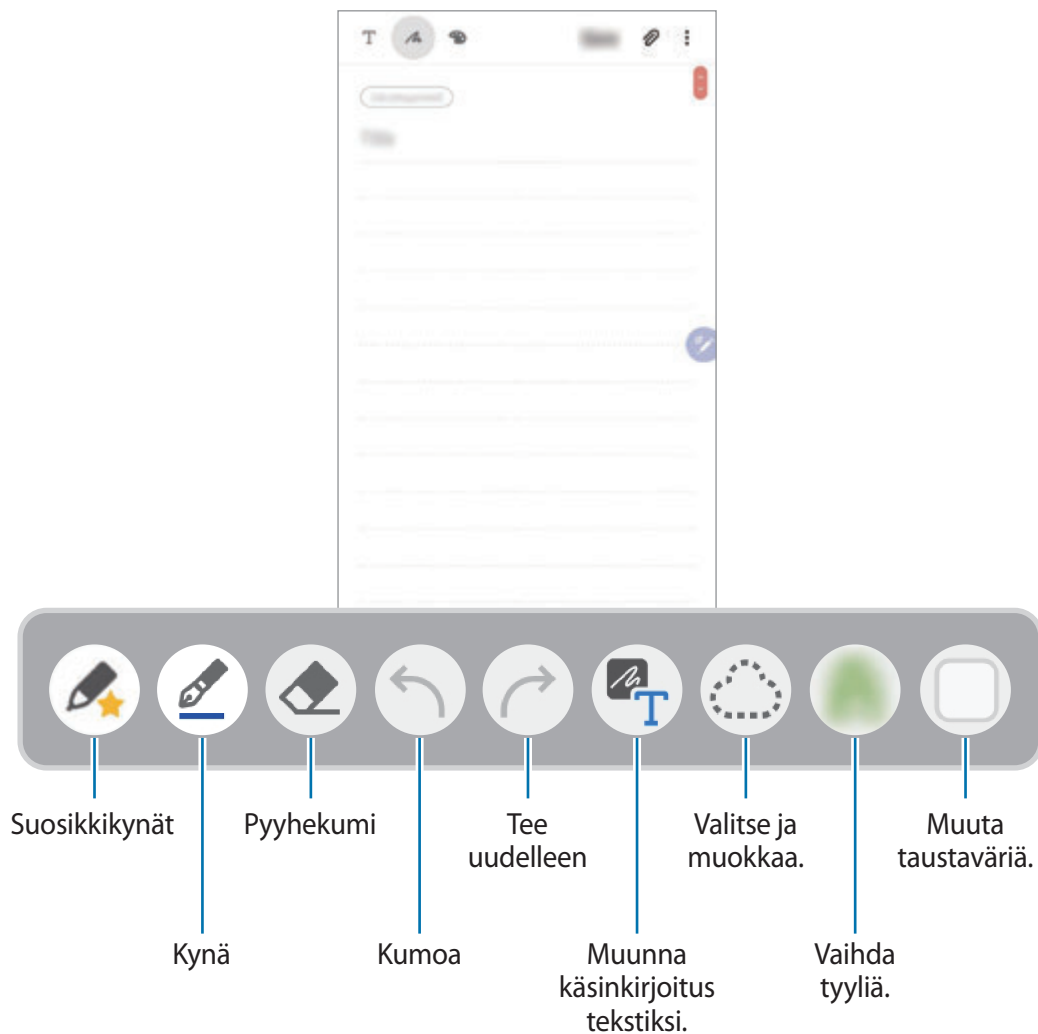 T
T
Suosikkikynät
Pyyhekumi
Tee
uudelleen
Valitse ja
muokkaa.
Muuta
taustaväriä.
Kynä
Kumoa
Muunna
käsinkirjoitus
tekstiksi.
Vaihda
tyyliä.